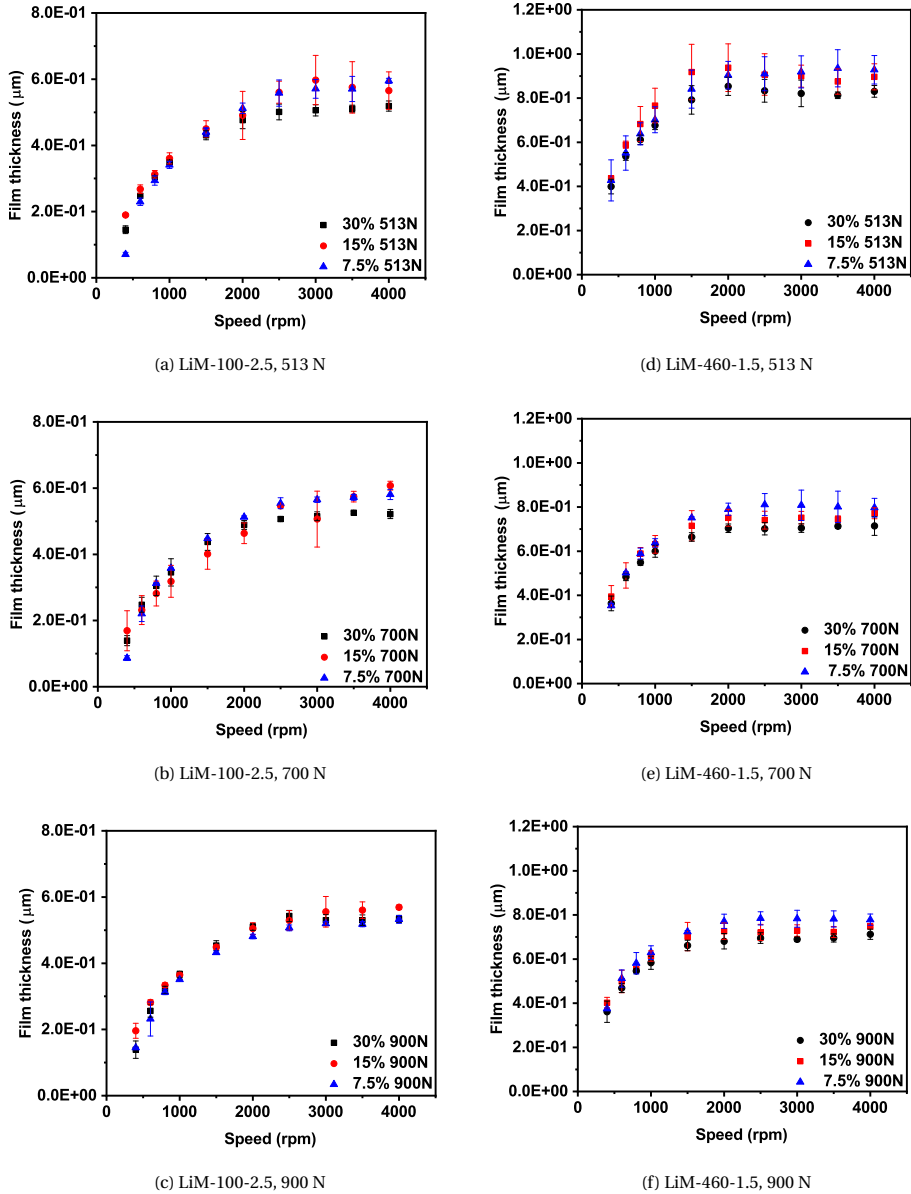 8.0E-01
6.0E-01
4.0E-01
2.0E-01
0.0E+00
Film thickness (μm)
30% 513N
15% 513N
7.5% 513N
0 1000 2000 3000 4000
Speed (rpm)
(a) LiM-100-2.5, 513 N
1.2E+00
1.0E+00
8.0E-01
6.0E-01
4.0E-01
2.0E-01
0.0E+00
Film thickness (μm)
30% 513N
15% 513N
7.5% 513N
0 1000 2000 3000 4000
Speed (rpm)
(d) LiM-460-1.5, 513 N
8.0E-01
6.0E-01
4.0E-01
2.0E-01
0.0E+00
Film thickness (μm)
30% 700N
15% 700N
7.5% 700N
0 1000 2000 3000 4000
Speed (rpm)
(b) LiM-100-2.5, 700 N
1.2E+00
1.0E+00
8.0E-01
6.0E-01
4.0E-01
2.0E-01
0.0E+00
Film thickness (μm)
30% 700N
15% 700N
7.5% 700N
0 1000 2000 3000 4000
Speed (rpm)
(e) LiM-460-1.5, 700 N
8.0E-01
6.0E-01
4.0E-01
2.0E-01
0.0E+00
Film thickness (μm)
30% 900N
15% 900N
7.5% 900N
0 1000 2000 3000 4000
Speed (rpm)
(c) LiM-100-2.5, 900 N
1.2E+00
1.0E+00
8.0E-01
6.0E-01
4.0E-01
2.0E-01
0.0E+00
Film thickness (μm)
30% 900N
15% 900N
7.5% 900N
0 1000 2000 3000 4000
Speed (rpm)
(f) LiM-460-1.5, 900 N